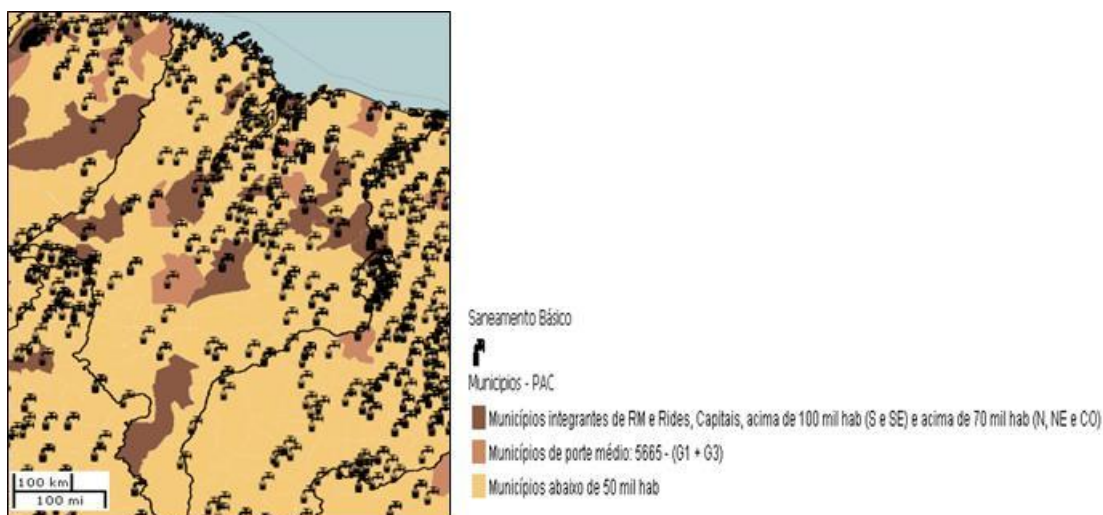 Saneamento Básico
Municipios - PAC
Municípios integrantes de RM e Rides, Capitais, acima de 100 mil hab (S e SE) e acima de 70 mil hab (N, NE e CO)
Municípios de porte médio: 5665 - (G1 + G3)
Municípios abaixo de 50 mil hab
100 km
100 mi